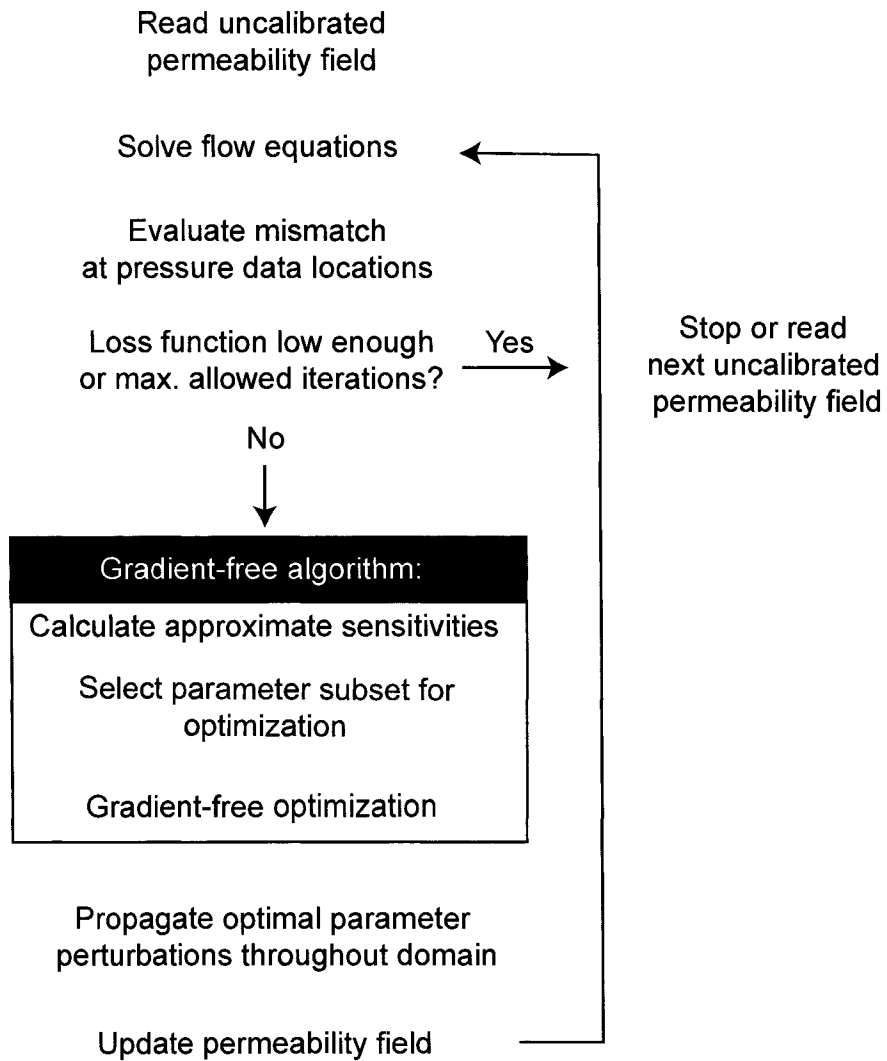 Read uncalibrated
permeability field
Solve flow equations
Evaluate mismatch
at pressure data locations
Loss function low enough
or max. allowed iterations?
Yes
Stop or read
next uncalibrated
permeability field
No
Gradient-free algorithm:
Calculate approximate sensitivities
Select parameter subset for
optimization
Gradient-free optimization
Propagate optimal parameter
perturbations throughout domain
Update permeability field